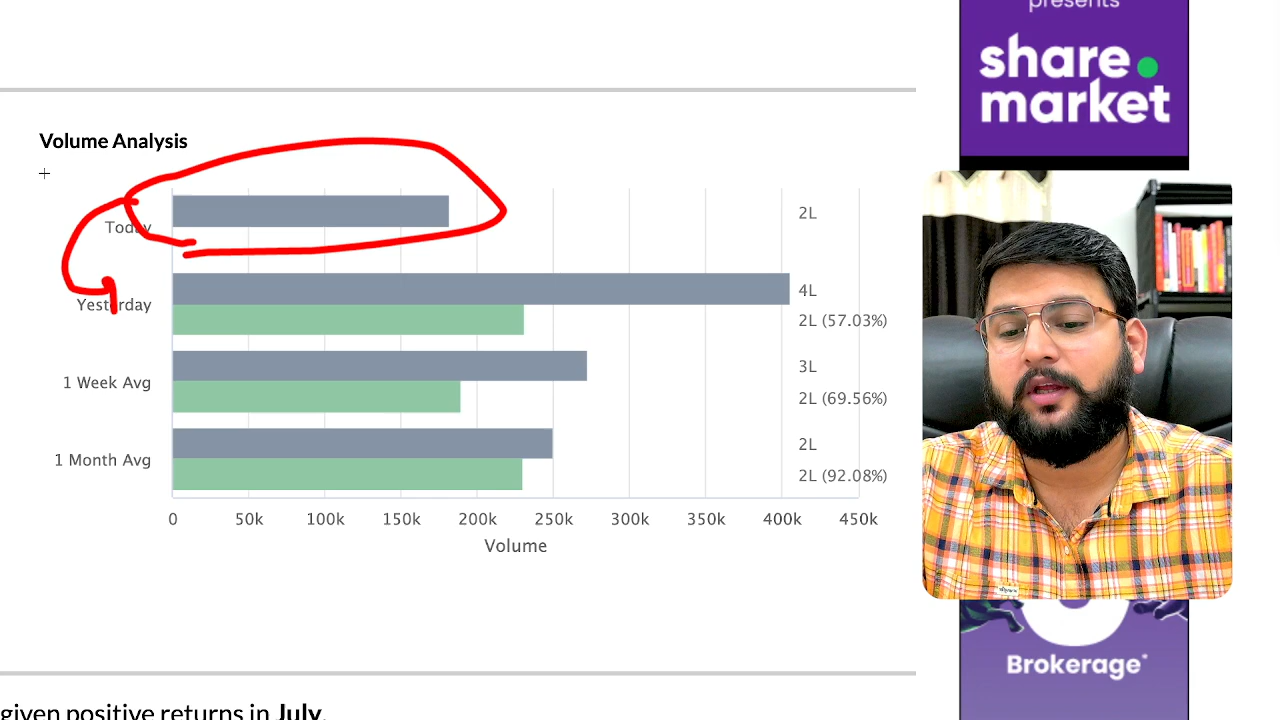 presents
share.
market
Volume Analysis
Today
2L
Yesterday
4L
2L (57.03%)
1 Week Avg
3L
2L (69.56%)
1 Month Avg
2L
2L (92.08%)
0 50k 100k 150k 200k 250k 300k 350k 400k 450k
Volume
Brokerage*
given positive returns in July.